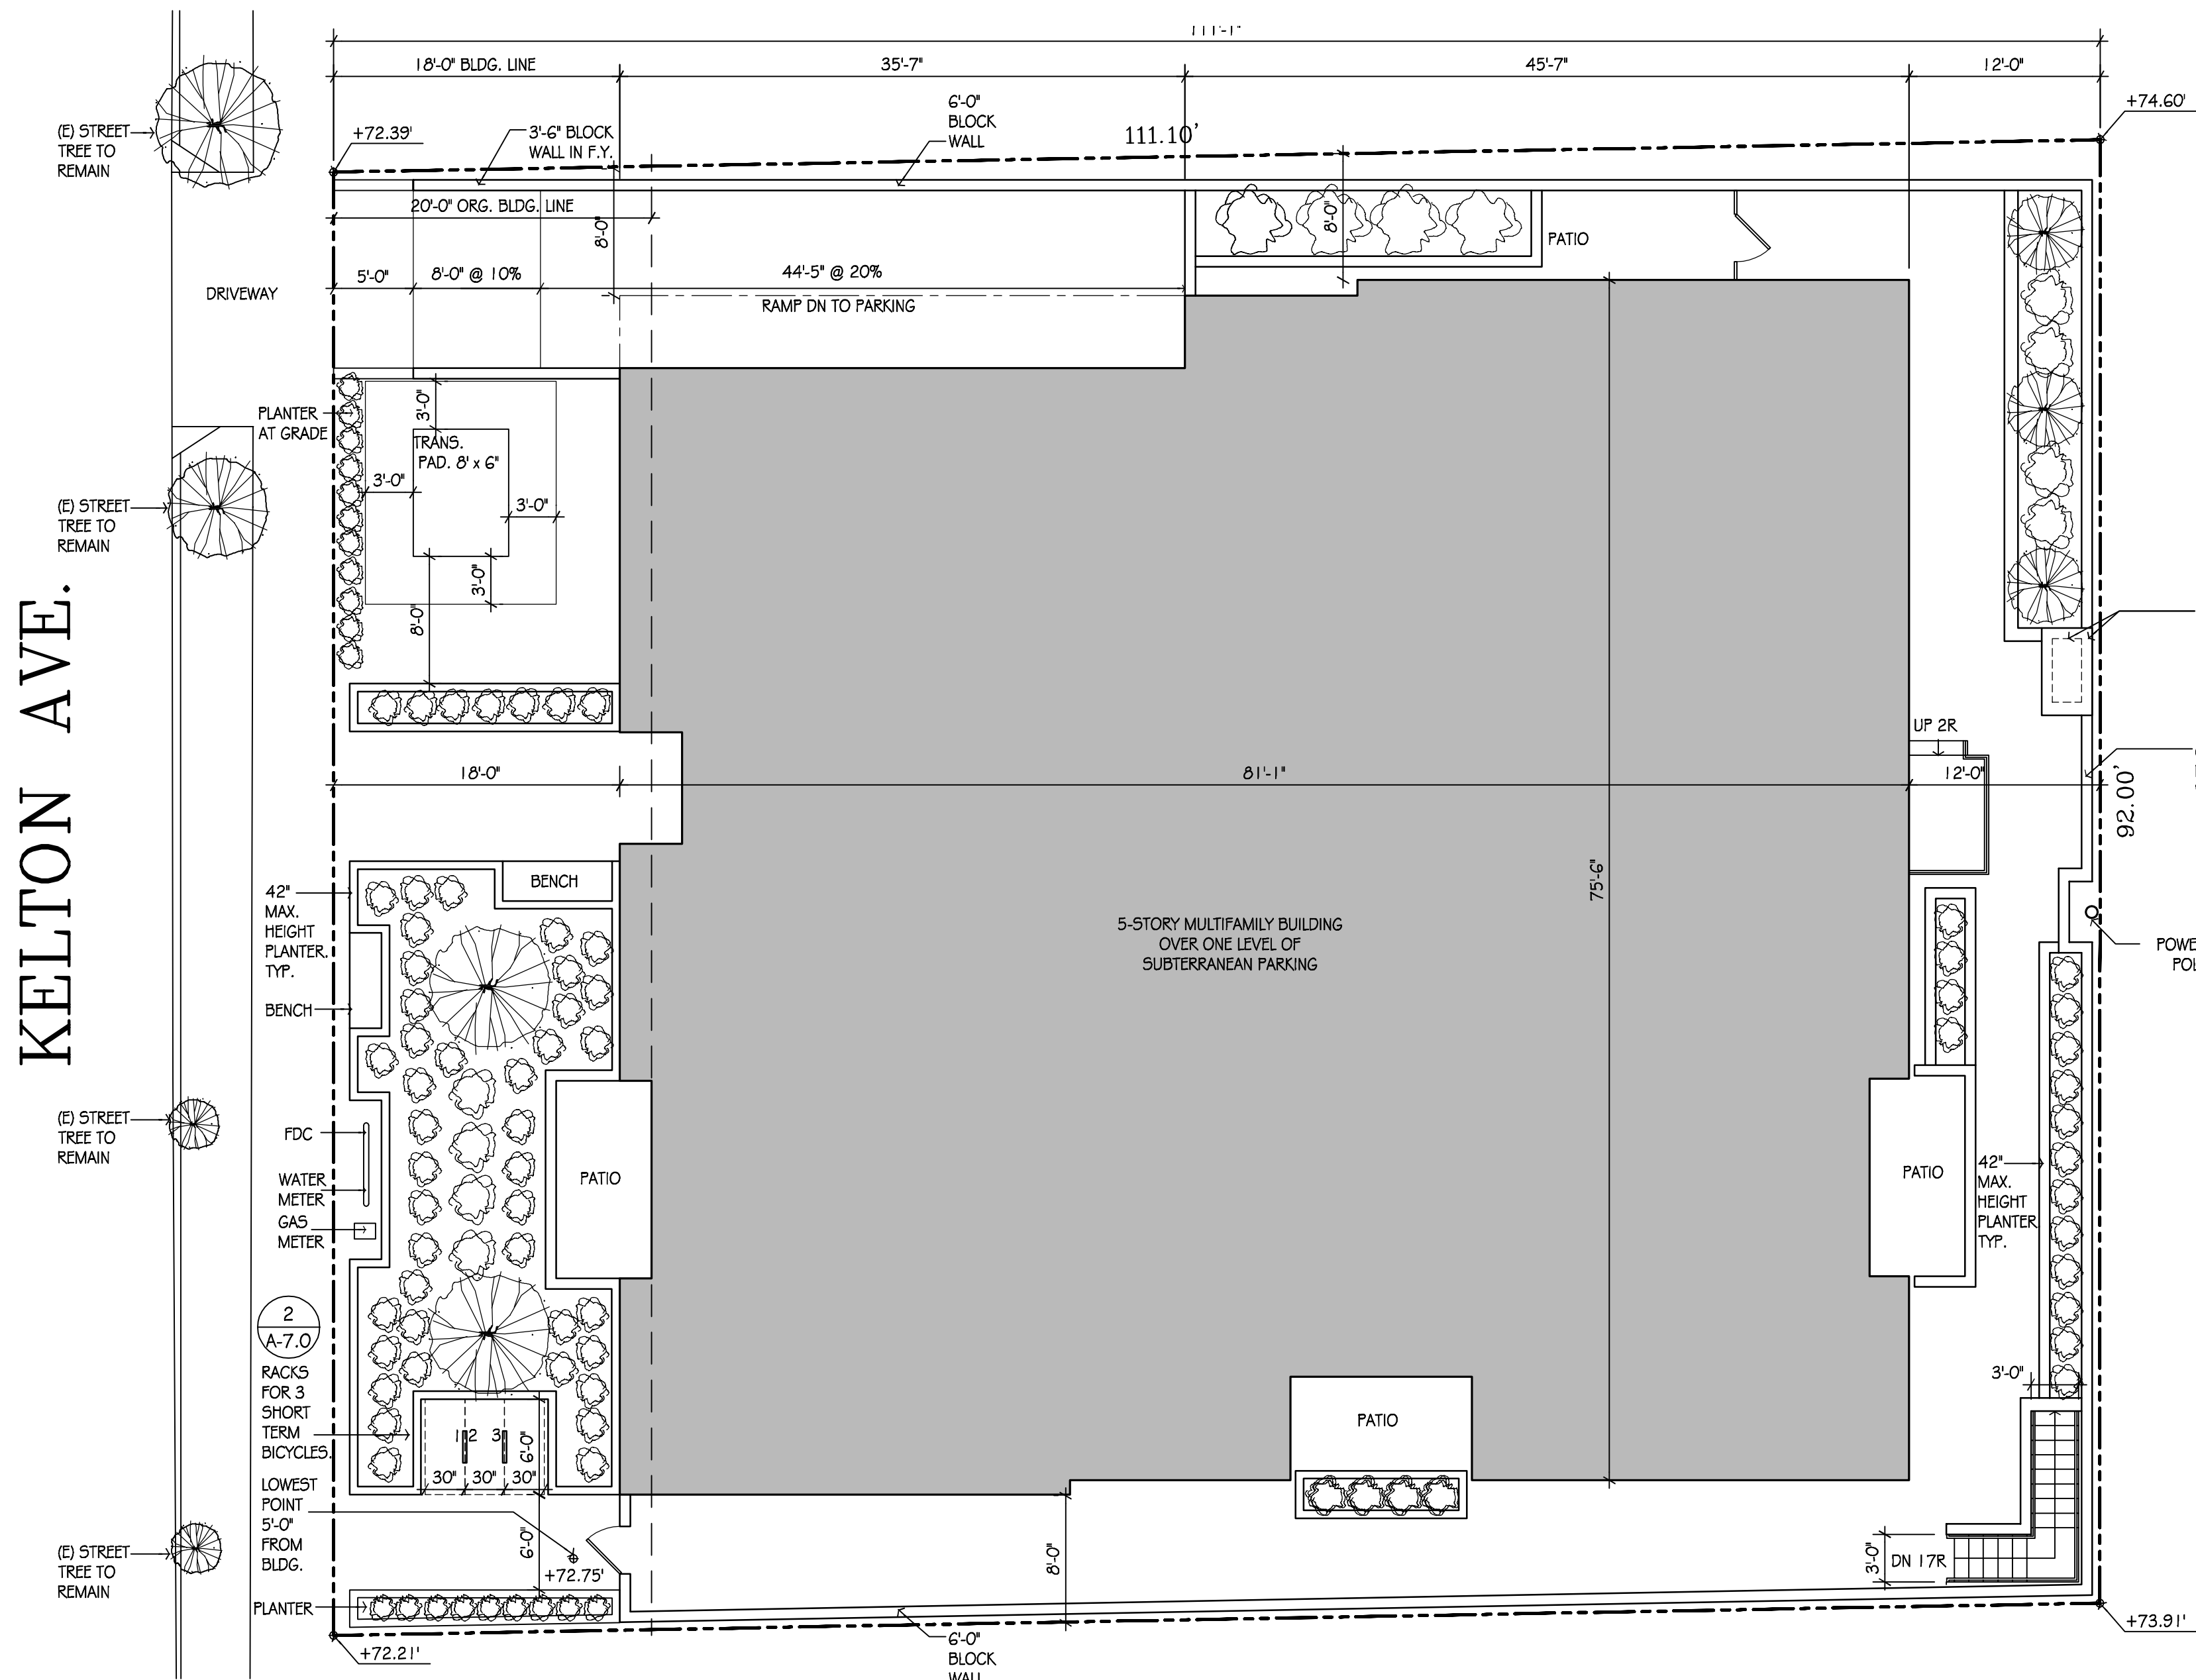 111'-1"
18'-0" BLDG. LINE
35'-7"
45'-7"
12'-0"
+74.60'
6'-0"
BLOCK
WALL
3'-6" BLOCK
WALL IN F.Y.
+72.39'
111.10'
(E) STREET
TREE TO
REMAIN
20'-0" ORG. BLDG. LINE
8'-0"
8'-0"
PATIO
5'-0"
8'-0" @ 10%
44'-5" @ 20%
RAMP DN TO PARKING
DRIVEWAY
PLANTER
AT GRADE
3'-0"
TRANS.
PAD. 8' x 6'
3'-0"
3'-0"
3'-0"
8'-0"
(E) STREET
TREE TO
REMAIN
KELTON AVE.
UP 2R
18'-0"
81'-1"
12'-0"
92.00'
75'-6"
BENCH
42"
MAX.
HEIGHT
PLANTER.
TYP.
BENCH
5-STORY MULTIFAMILY BUILDING
OVER ONE LEVEL OF
SUBTERRANEAN PARKING
(E) STREET
TREE TO
REMAIN
FDC
WATER
METER
GAS
METER
PATIO
PATIO
42"
MAX.
HEIGHT
PLANTER
TYP.
2
A-7.0
RACKS
FOR 3
SHORT
TERM
BICYCLES.
1 2 3
6'-0"
30" 30" 30"
PATIO
3'-0"
LOWEST
POINT
5'-0"
FROM
BLDG.
6'-0"
+72.75'
8'-0"
3'-0"
DN 17R
(E) STREET
TREE TO
REMAIN
PLANTER
+72.21'
6'-0"
BLOCK
WALL
+73.91'